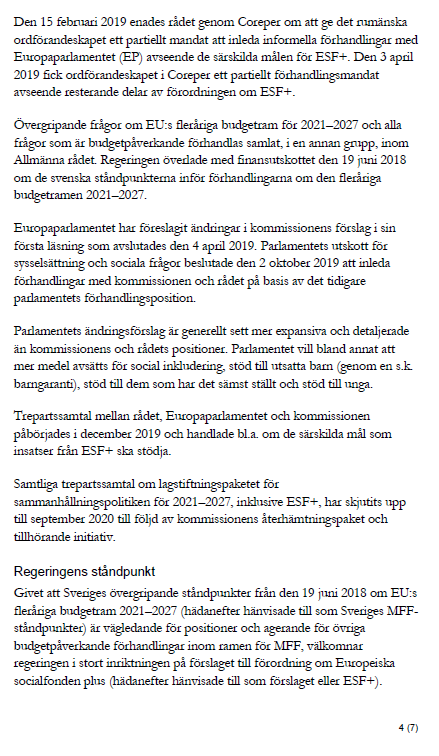 Den 15 februari 2019 enades rådet genom Coreper om att ge det rumänska
ordförandeskapet ett partiellt mandat att inleda informella förhandlingar med
Europaparlamentet (EP) avseende de särskilda målen för ESF+. Den 3 april
2019 fick ordförandeskapet i Coreper ett partiellt förhandlingsmandat
avseende resterande delar av förordningen om ESF+.
Övergripande frågor om EU:s fleråriga budgetram för 2021–2027 och alla
frågor som är budgetpåverkande förhandlas samlat, i en annan grupp, inom
Allmänna rådet. Regeringen överlade med finansutskottet den 19 juni 2018
om de svenska ståndpunkterna inför förhandlingarna om den fleråriga
budgetramen 2021–2027.
Europaparlamentet har föreslagit ändringar i kommissionens förslag i sin
första läsning som avslutades den 4 april 2019. Parlamentets utskott för
sysselsättning och sociala frågor beslutade den 2 oktober 2019 att inleda
förhandlingar med kommissionen och rådet på basis av det tidigare
parlamentets förhandlingsposition.
Parlamentets ändringsförslag är generellt sett mer expansiva och detaljerade
än kommissionens och rådets positioner. Parlamentet vill bland annat att
mer medel avsätts för social inkludering, stöd till utsatta barn (genom en s.k.
barngaranti), stöd till dem som har det sämst ställt och stöd till unga.
Trepartssamtal mellan rådet, Europaparlamentet och kommissionen
påbörjades i december 2019 och handlade bl.a. om de särskilda mål som
insatser från ESF+ ska stödja.
Samtliga trepartssamtal om lagstiftningspaketet för
sammanhållningspolitiken för 2021–2027, inklusive ESF+, har skjutits upp
till september 2020 till följd av kommissionens återhämtningspaket och
tillhörande initiativ.
Regeringens ståndpunkt
Givet att Sveriges övergripande ståndpunkter från den 19 juni 2018 om EU:s
fleråriga budgetram 2021–2027 (hädanefter hänvisade till som Sveriges MFF-
ståndpunkter) är vägledande för positioner och agerande för övriga
budgetpåverkande förhandlingar inom ramen för MFF, välkomnar
regeringen i stort inriktningen på förslaget till förordning om Europeiska
socialfonden plus (hädanefter hänvisade till som förslaget eller ESF+).
4 (7)